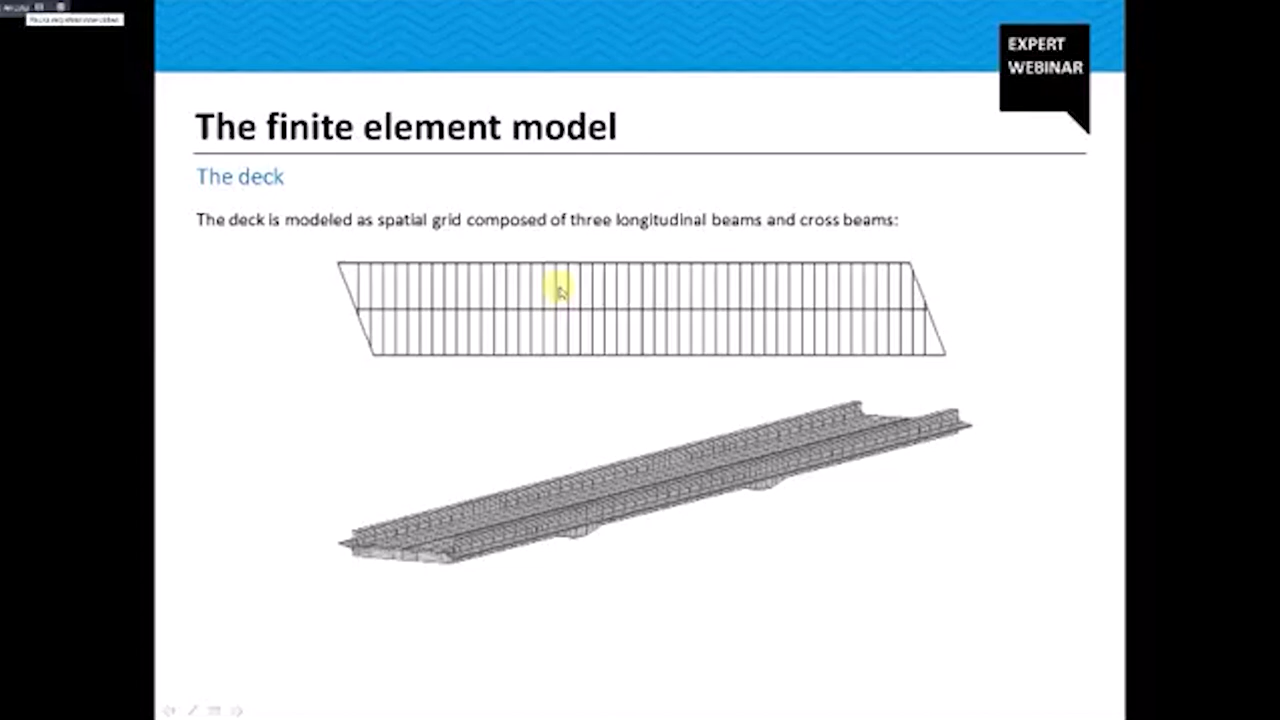 EXPERT
WEBINAR
The finite element model
The deck
The deck is modeled as spatial grid composed of three longitudinal beams and cross beams: